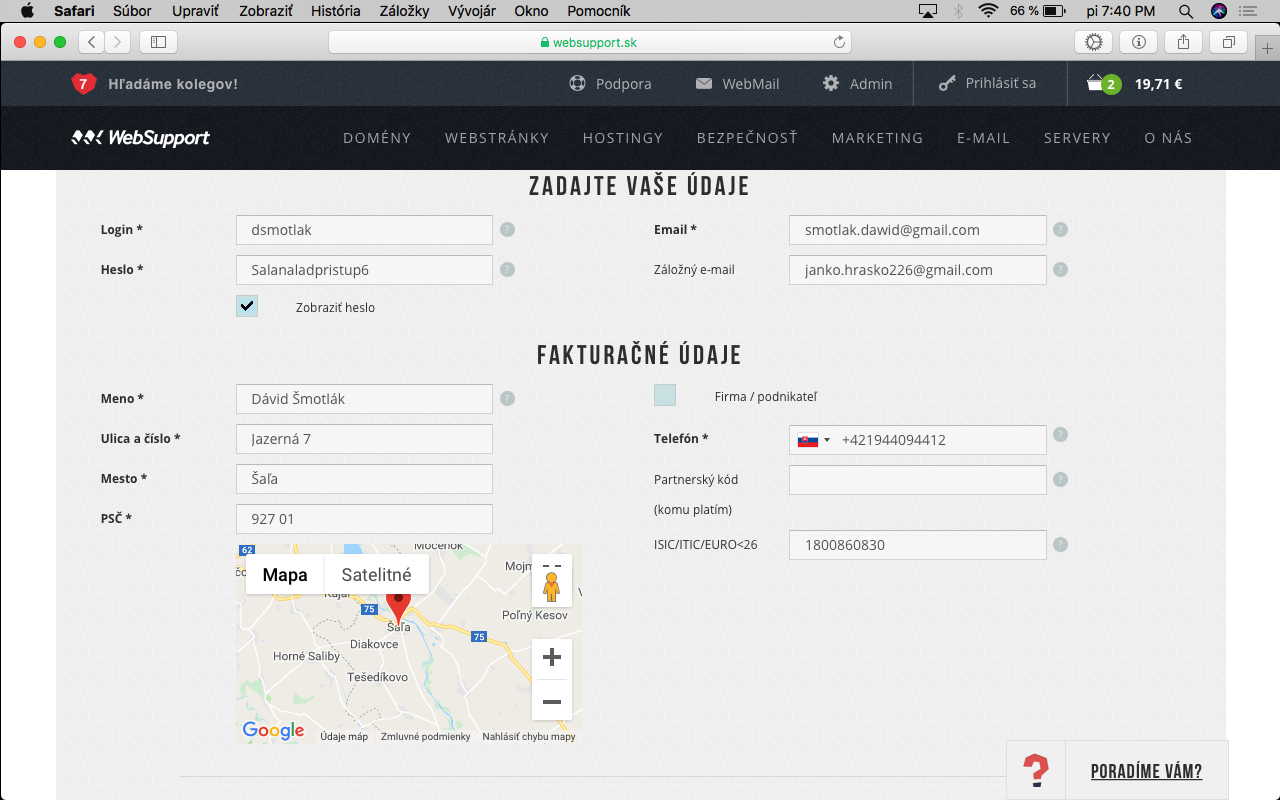 Safari Súbor Upraviť Zobraziť História Záložky Vývojár Okno Pomocník 66 % pi 7:40 PM
websupport.sk
7 Hľadáme kolegov! Podpora WebMail Admin Prihlásiť sa 2 19,71 €
WebSupport DOMÉNY WEBSTRÁNKY HOSTINGY BEZPEČNOSŤ MARKETING E-MAIL SERVERY O NÁS
ZADAJTE VAŠE ÚDAJE
Login * dsmotlak ? Email * smotlak.dawid@gmail.com ?
Heslo * Salanaladpristup6 ? Záložný e-mail janko.hrasko226@gmail.com ?
Zobraziť heslo
FAKTURAČNÉ ÚDAJE
Meno * Dávid Šmotlák ? Firma / podnikateľ
Ulica a číslo * Jazerná 7 Telefón * +421944094412 ?
Mesto * Šaľa Partnerský kód ?
(komu platím)
PSČ * 927 01
ISIC/ITIC/EURO<26 1800860830 ?
62 Močenok
Mapa Satelitné
75
Poľný Kesov
Šaľa
75
Diakovce
Horné Saliby
Tešedíkovo
Google Údaje máp Zmluvné podmienky Nahlásiť chybu mapy
? PORADÍME VÁM?